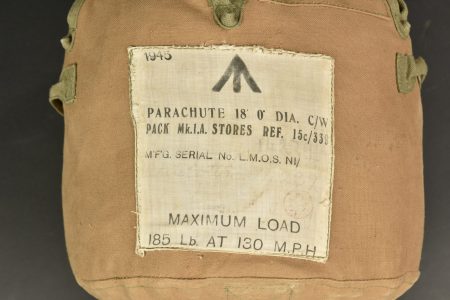 1945
PARACHUTE 18' 0" DIA. C/W
PACK Mk.I.A. STORES REF. 15c/338
M'F'G. SERIAL No. L.M.O.S. NI/
MAXIMUM LOAD
185 Lb. AT 130 M.P.H